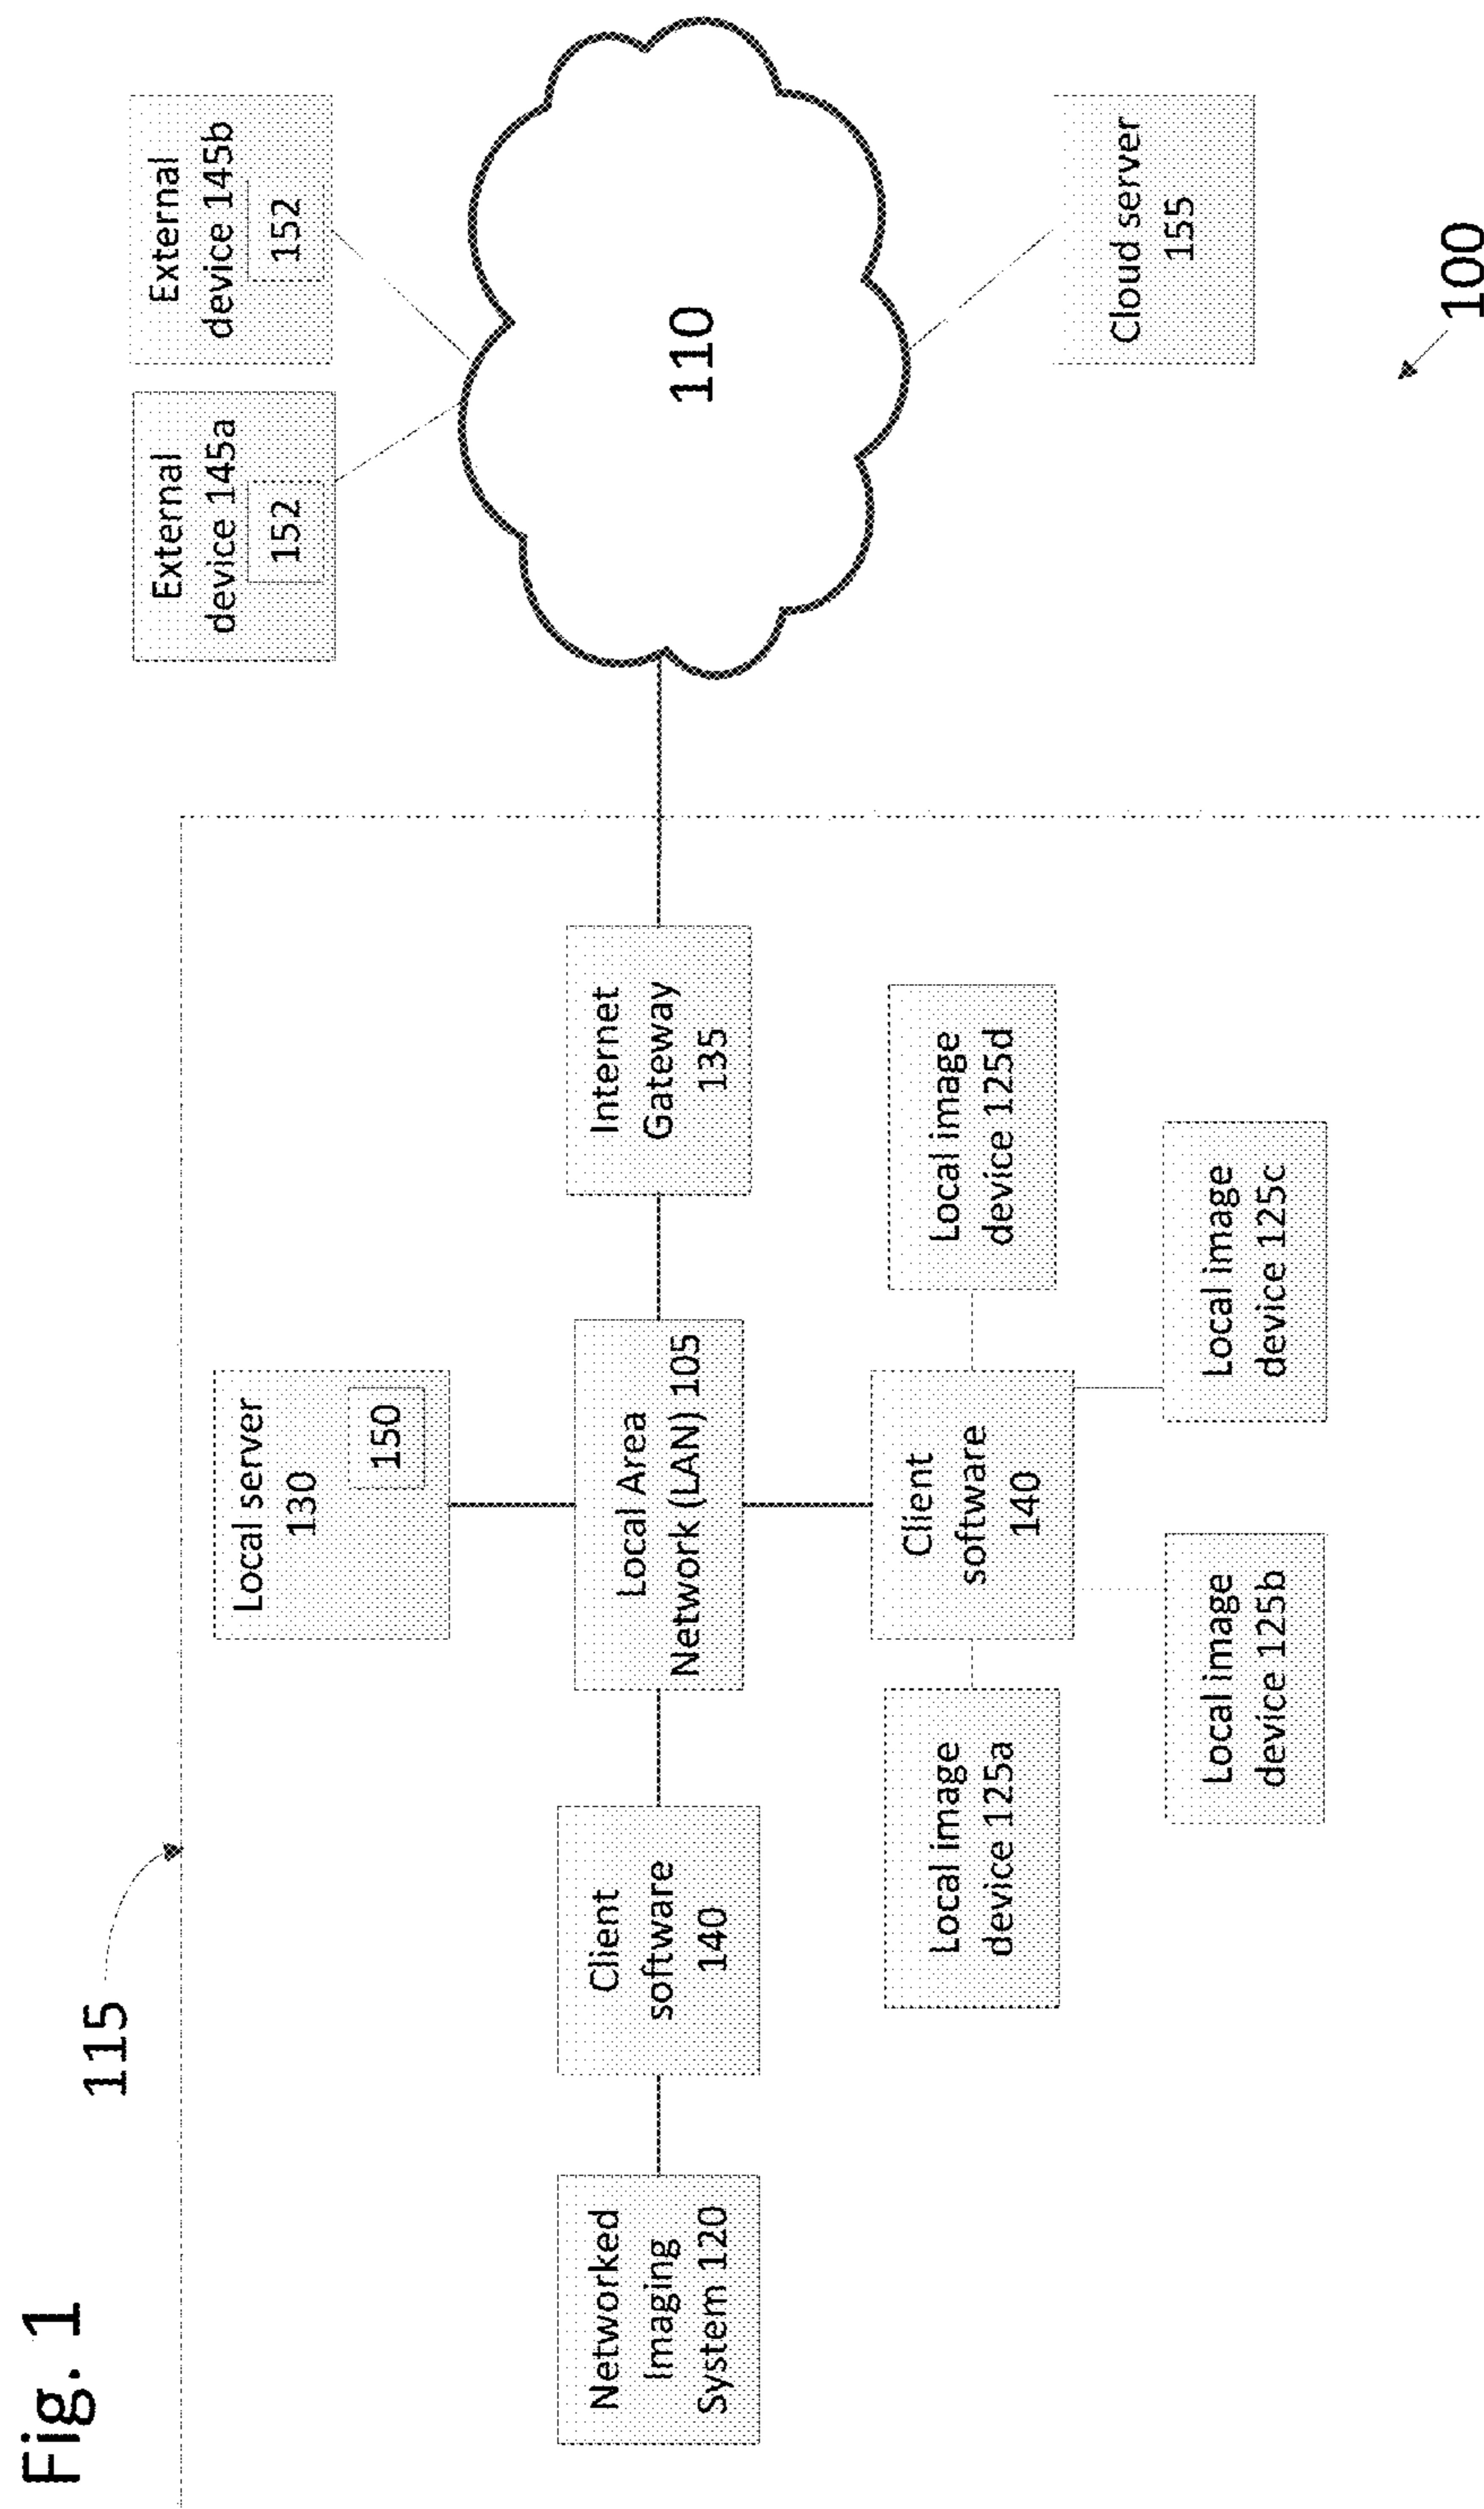 Fig. 1
115
Local server
130
150
External
device 145a
152
External
device 145b
152
Networked
Imaging
System 120
Client
software
140
Local Area
Network (LAN) 105
Internet
Gateway
135
110
Local image
device 125a
Client
software
140
Local image
device 125d
Local image
device 125b
Local image
device 125c
Cloud server
155
100